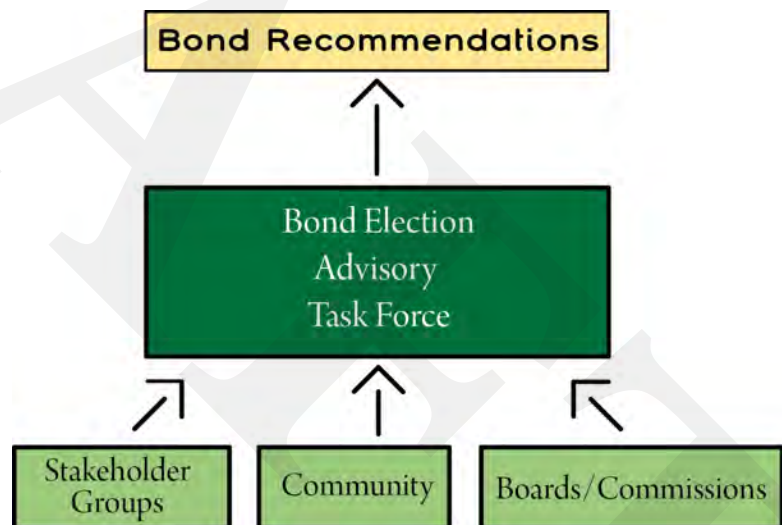 Bond Recommendations
Bond Election
Advisory
Task Force
Stakeholder
Groups
Community
Boards/Commissions